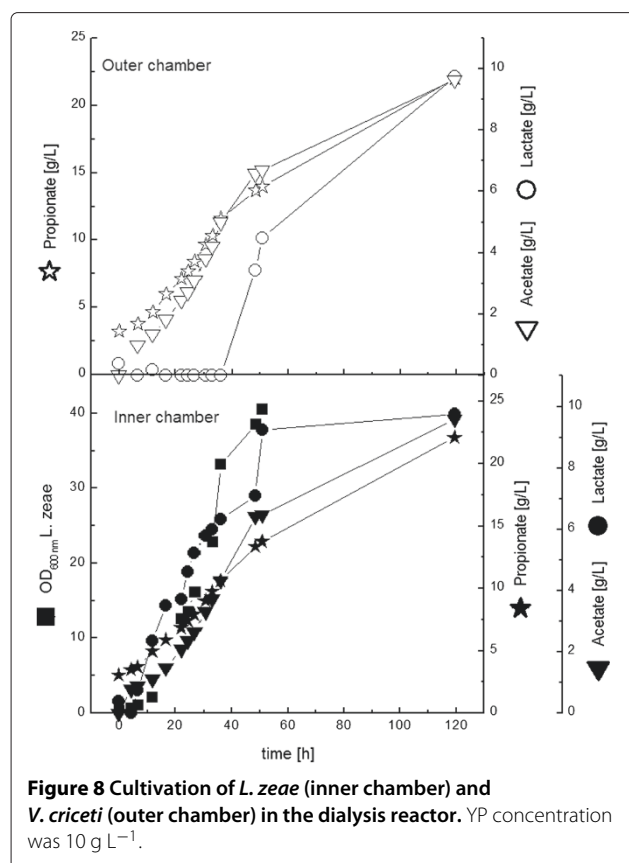 Outer chamber
25
20
15
10
5
0
Propionate [g/L]
10
8
6
4
2
0
Lactate [g/L]
Acetate [g/L]
Inner chamber
40
30
20
10
0
OD600 nm L. zeae
25
20
15
10
5
0
Propionate [g/L]
10
8
6
4
2
0
Lactate [g/L]
Acetate [g/L]
0 20 40 60 80 100 120
time [h]
Figure 8 Cultivation of L. zeae (inner chamber) and
V. criceti (outer chamber) in the dialysis reactor. YP concentration
was 10 g L−1.